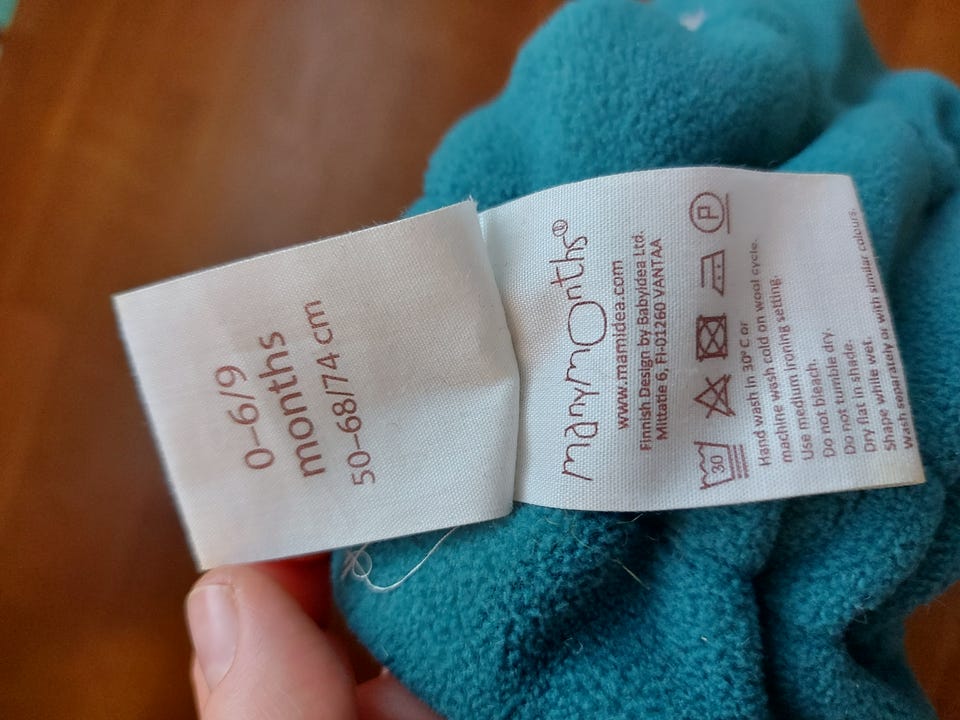 0–6/9
months
50–68/74 cm
manymonths®
www.mamidea.com
Finnish Design by Babyidea Ltd.
Mittatie 6, FI-01260 VANTAA
30
P
Hand wash in 30° C or
machine wash cold on wool cycle.
Use medium ironing setting.
Do not bleach.
Do not tumble dry.
Dry flat in shade.
Shape while wet.
Wash separately or with similar colours.